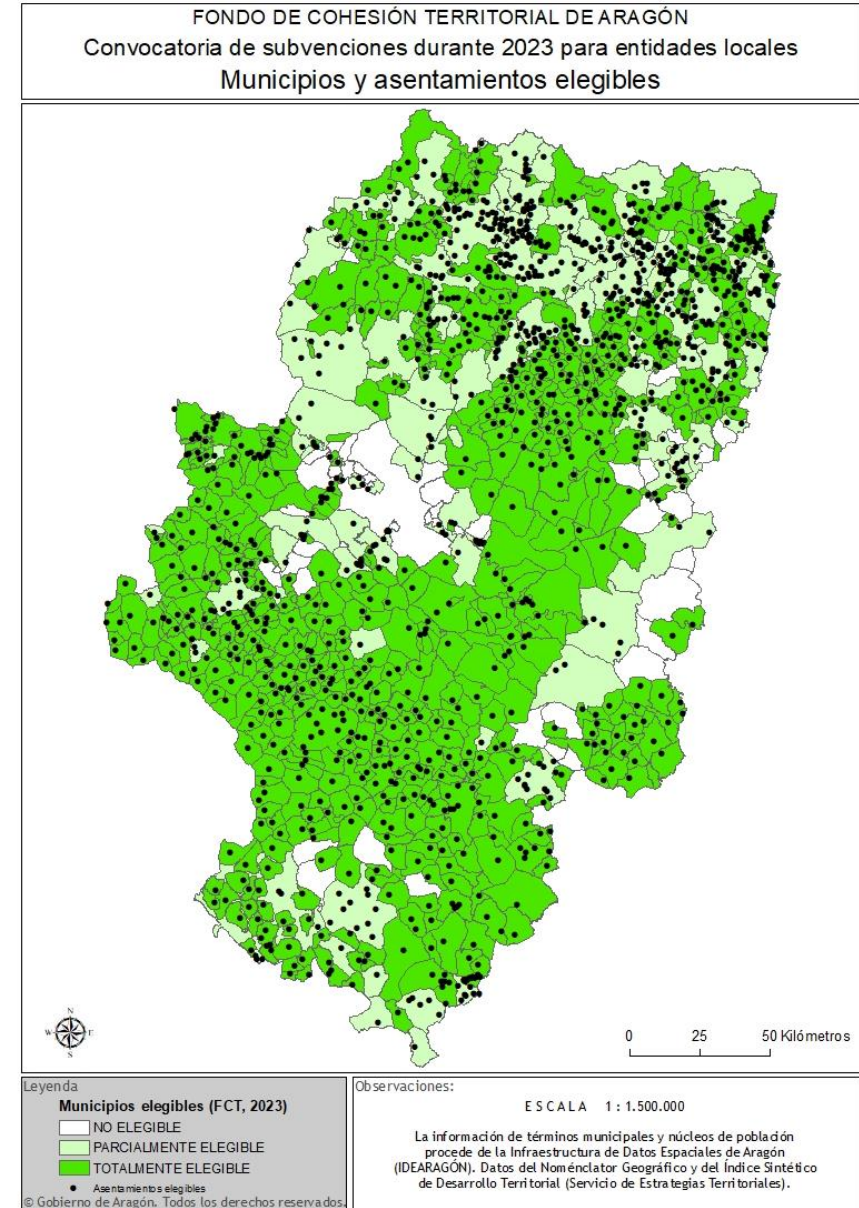 FONDO DE COHESIÓN TERRITORIAL DE ARAGÓN
Convocatoria de subvenciones durante 2023 para entidades locales
Municipios y asentamientos elegibles
N
W E
S
0 25 50 Kilómetros
Leyenda
Municipios elegibles (FCT, 2023)
NO ELEGIBLE
PARCIALMENTE ELEGIBLE
TOTALMENTE ELEGIBLE
Asentamientos elegibles
© Gobierno de Aragón. Todos los derechos reservados.
Observaciones:
ESCALA 1 : 1.500.000
La información de términos municipales y núcleos de población
procede de la Infraestructura de Datos Espaciales de Aragón
(IDEARAGÓN). Datos del Nomenclator Geográfico y del Índice Sintético
de Desarrollo Territorial (Servicio de Estrategias Territoriales).